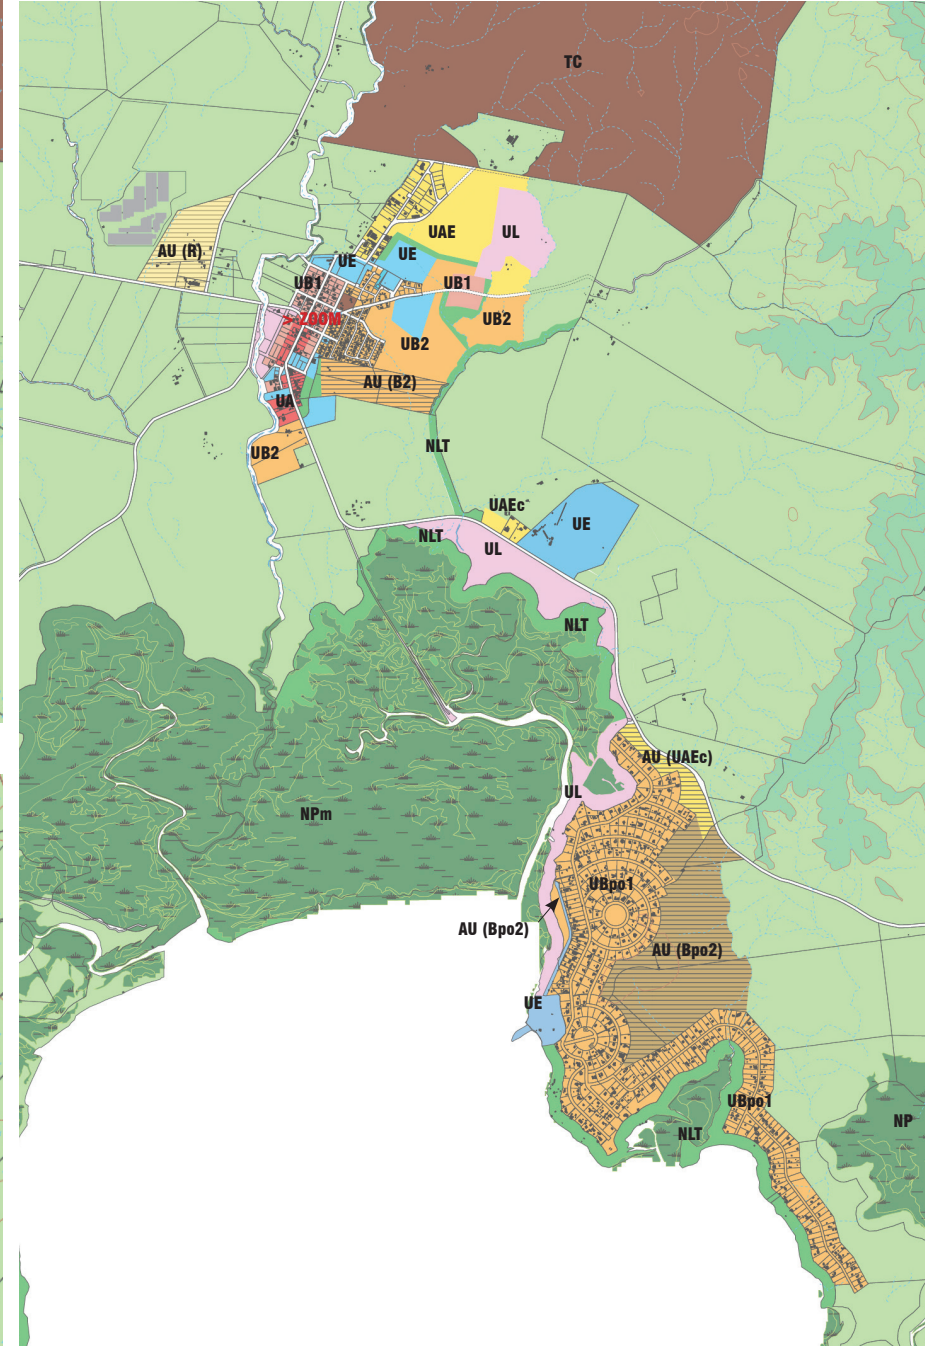 TC
UAE
UL
AU (R)
UE
UE
UB1
UB1
> ZOOM
UB2
UB2
AU (B2)
UA
NLT
UB2
UAEc
UE
NLT
UL
NLT
AU (UAEc)
UL
NPm
UBpo1
AU (Bpo2)
AU (Bpo2)
UE
UBpo1
NP
NLT